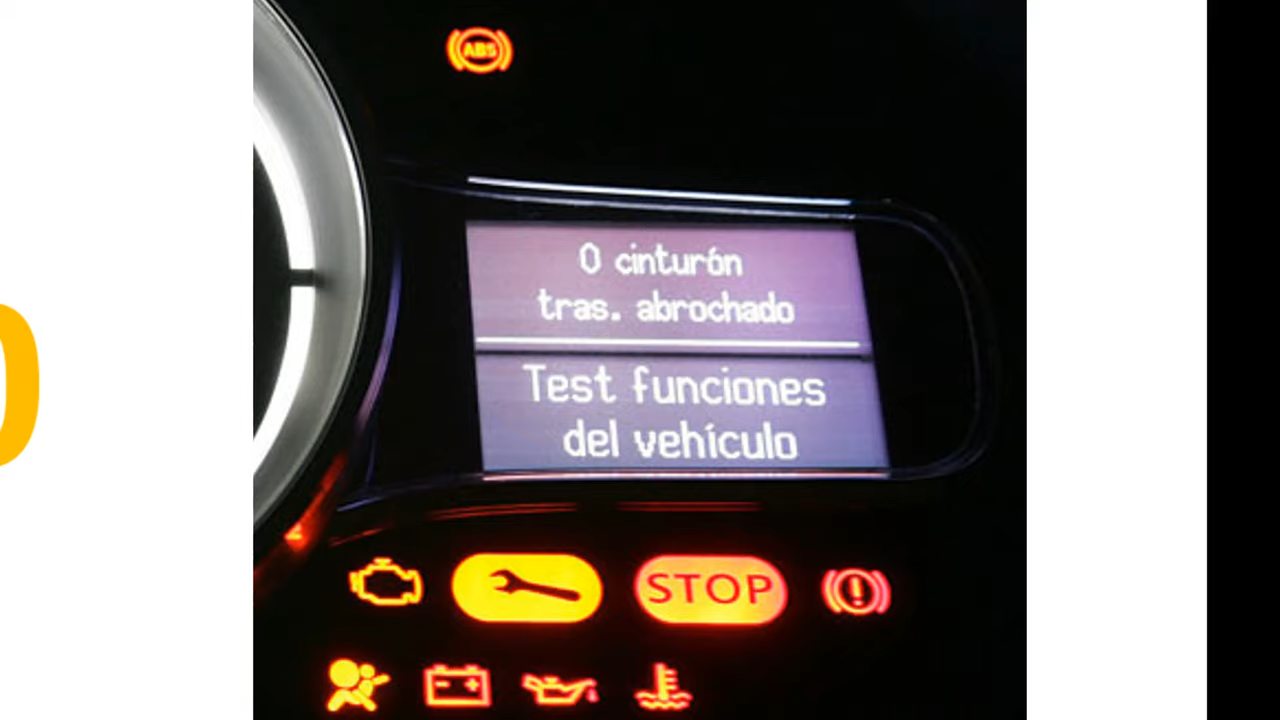 ABS
0 cinturón
tras. abrochado
Test funciones
del vehículo
STOP